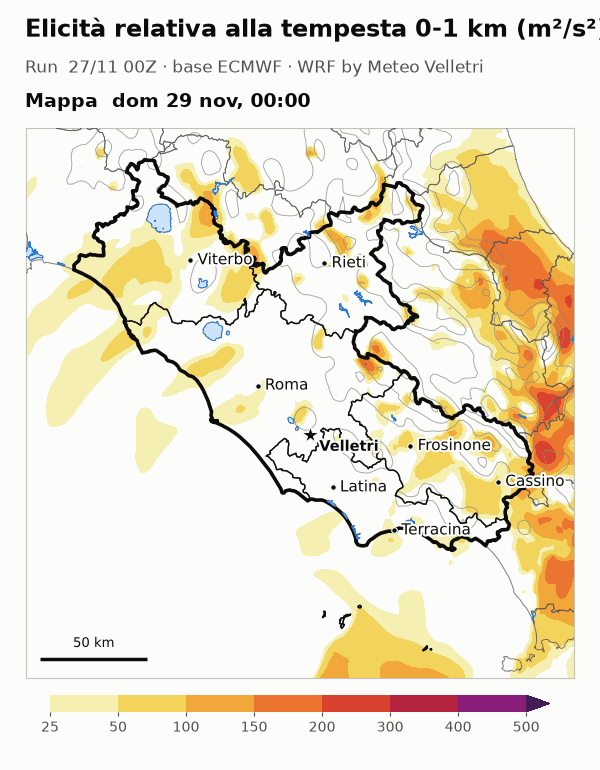 Elicità relativa alla tempesta 0-1 km (m²/s²)
Run 27/11 00Z · base ECMWF · WRF by Meteo Velletri
Mappa dom 29 nov, 00:00
Viterbo
Rieti
Roma
Velletri
Frosinone
Cassino
Latina
Terracina
50 km
25 50 100 150 200 300 400 500